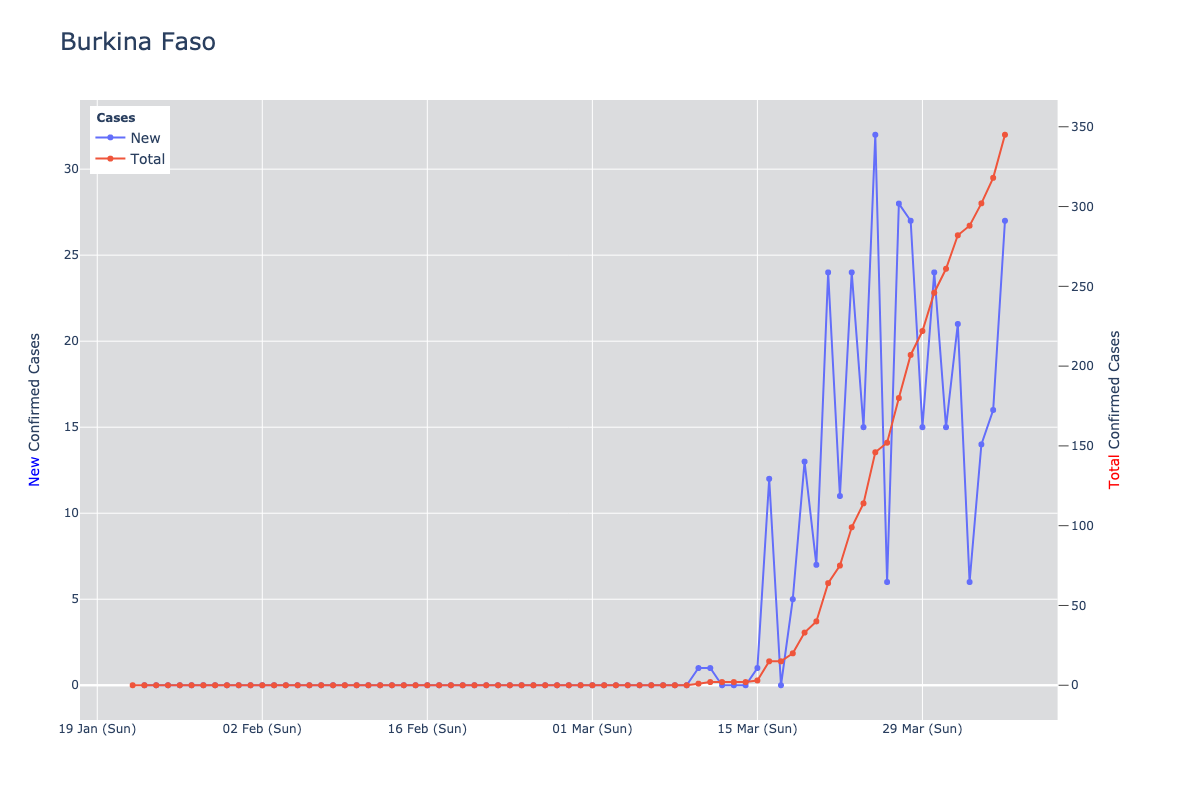 Burkina Faso
Cases
New
Total
30
25
20
15
10
5
0
350
300
250
200
150
100
50
0
New Confirmed Cases
Total Confirmed Cases
19 Jan (Sun)
02 Feb (Sun)
16 Feb (Sun)
01 Mar (Sun)
15 Mar (Sun)
29 Mar (Sun)